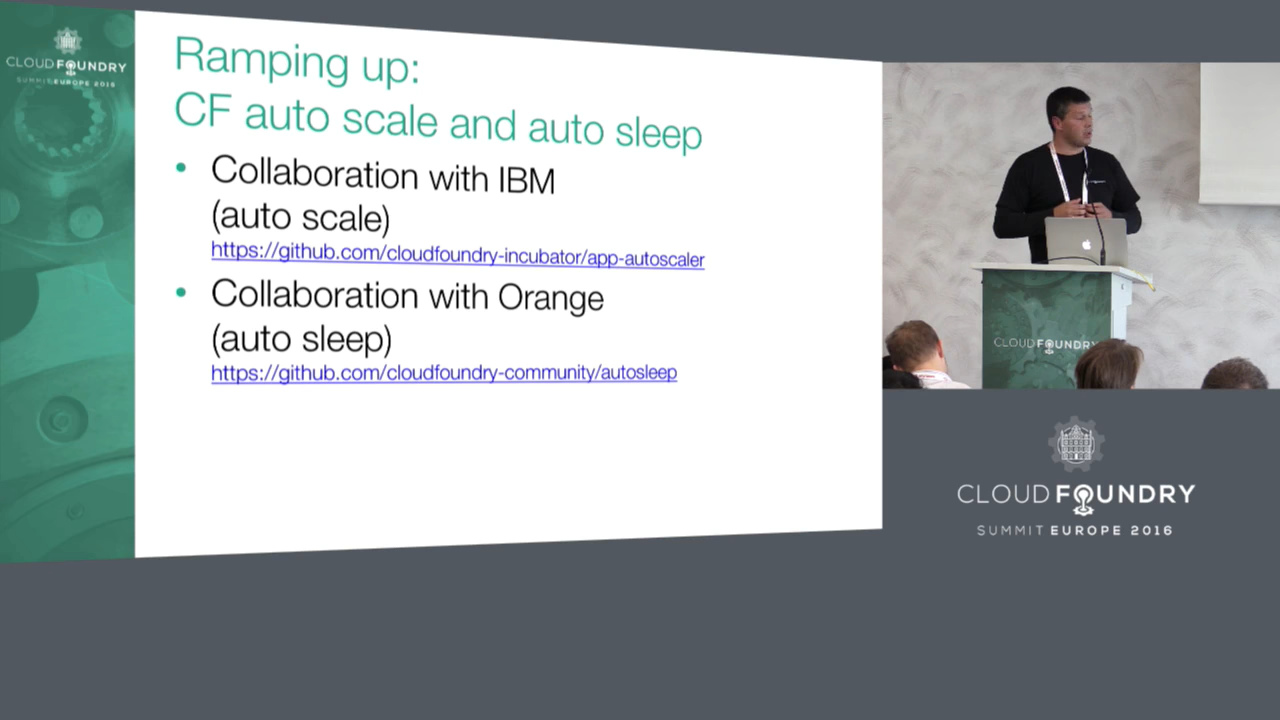 CLOUD FOUNDRY
SUMMIT EUROPE 2016
Ramping up:
CF auto scale and auto sleep
• Collaboration with IBM
(auto scale)
https://github.com/cloudfoundry-incubator/app-autoscaler
• Collaboration with Orange
(auto sleep)
https://github.com/cloudfoundry-community/autosleep
CLOUD FOUNDRY
CLOUD FOUNDRY
SUMMIT EUROPE 2016